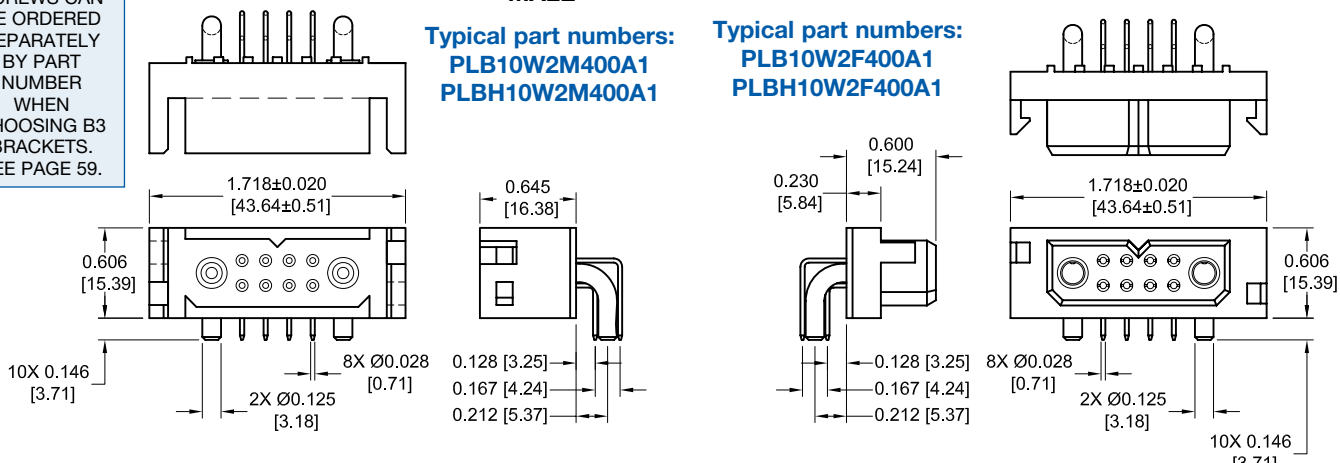 CAN
ORDERED
BY PART
NUMBER
WHEN
B3
BRACKETS.
PAGE 59.
Typical part numbers:
PLB10W2M400A1
PLBH10W2M400A1
Typical part numbers:
PLB10W2F400A1
PLBH10W2F400A1
1.718±0.020
[43.64±0.51]
0.606
[15.39]
10X 0.146
[3.71]
2X Ø0.125
[3.18]
8X Ø0.028
[0.71]
0.645
[16.38]
0.128 [3.25]
0.167 [4.24]
0.212 [5.37]
0.600
[15.24]
0.230
[5.84]
0.128 [3.25]
0.167 [4.24]
0.212 [5.37]
1.718±0.020
[43.64±0.51]
0.606
[15.39]
8X Ø0.028
[0.71]
2X Ø0.125
[3.18]
10X 0.146
[3.71]